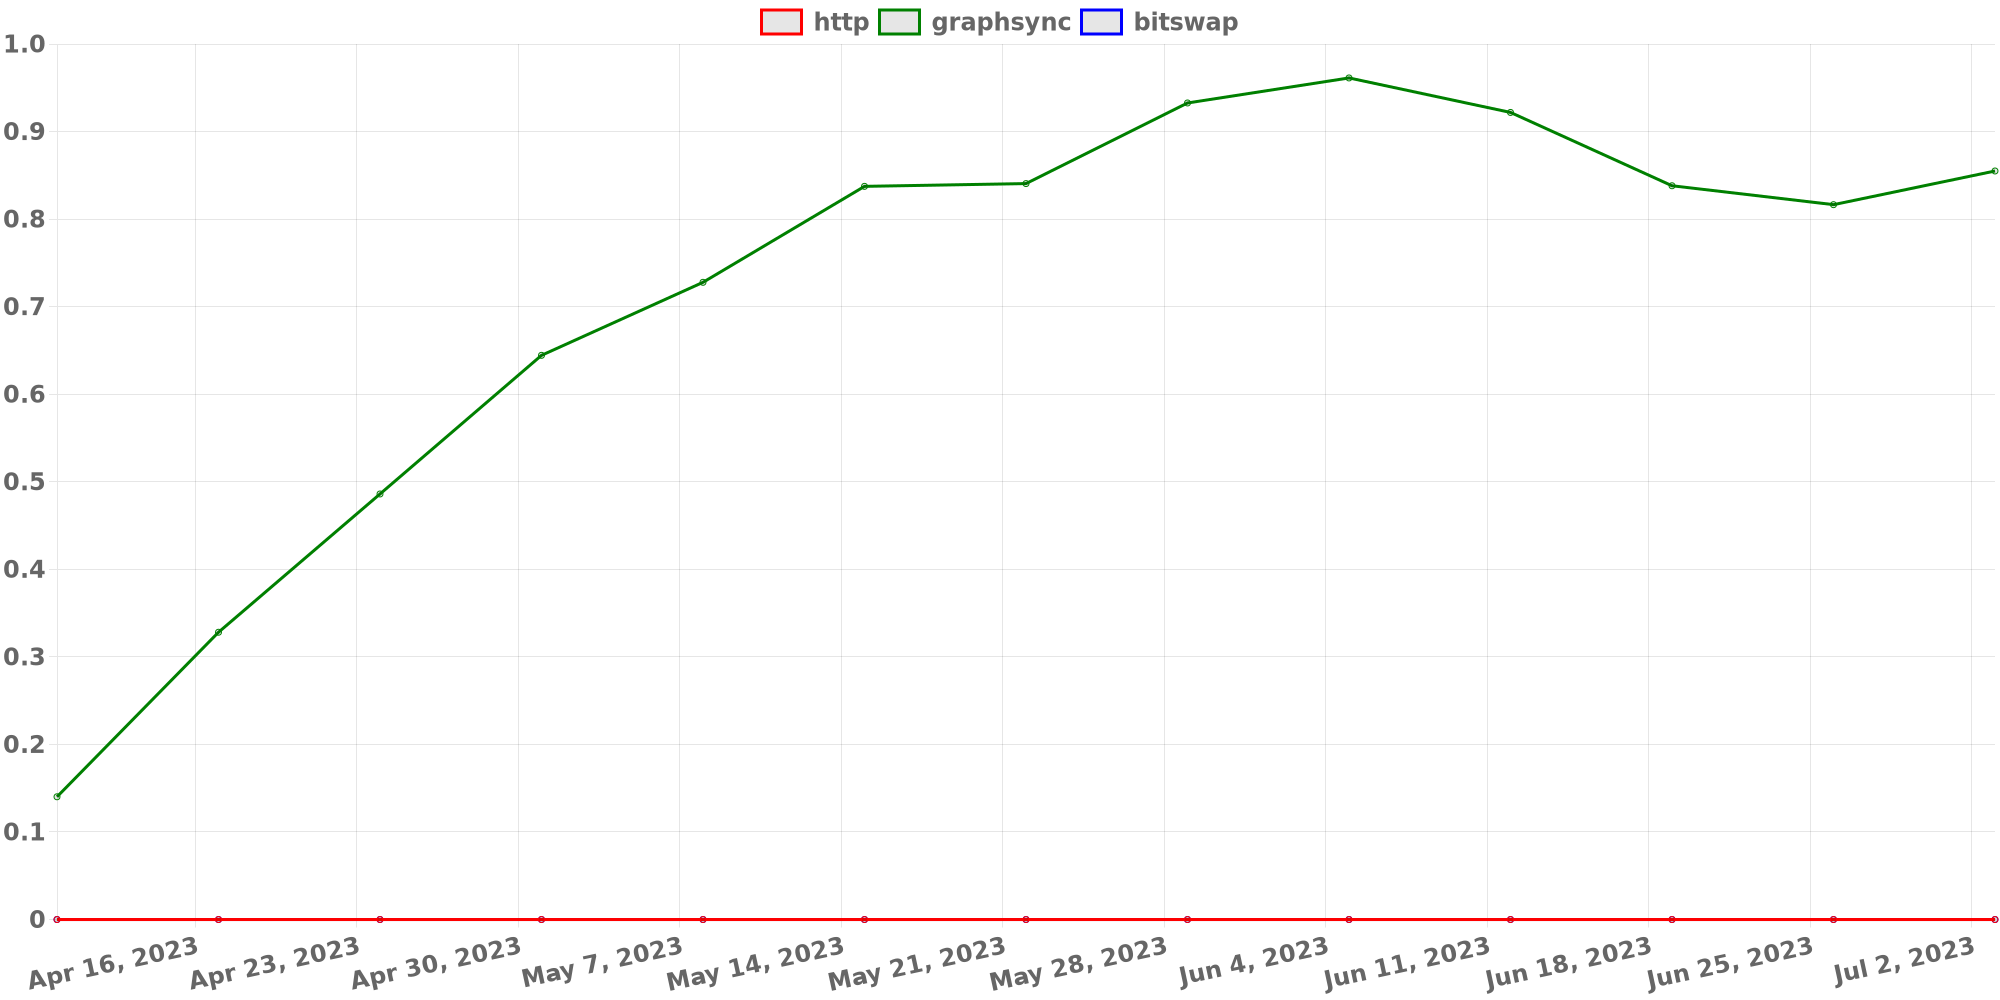 http graphsync bitswap
1.0
0.9
0.8
0.7
0.6
0.5
0.4
0.3
0.2
0.1
0
Apr 16, 2023
Apr 23, 2023
Apr 30, 2023
May 7, 2023
May 14, 2023
May 21, 2023
May 28, 2023
Jun 4, 2023
Jun 11, 2023
Jun 18, 2023
Jun 25, 2023
Jul 2, 2023